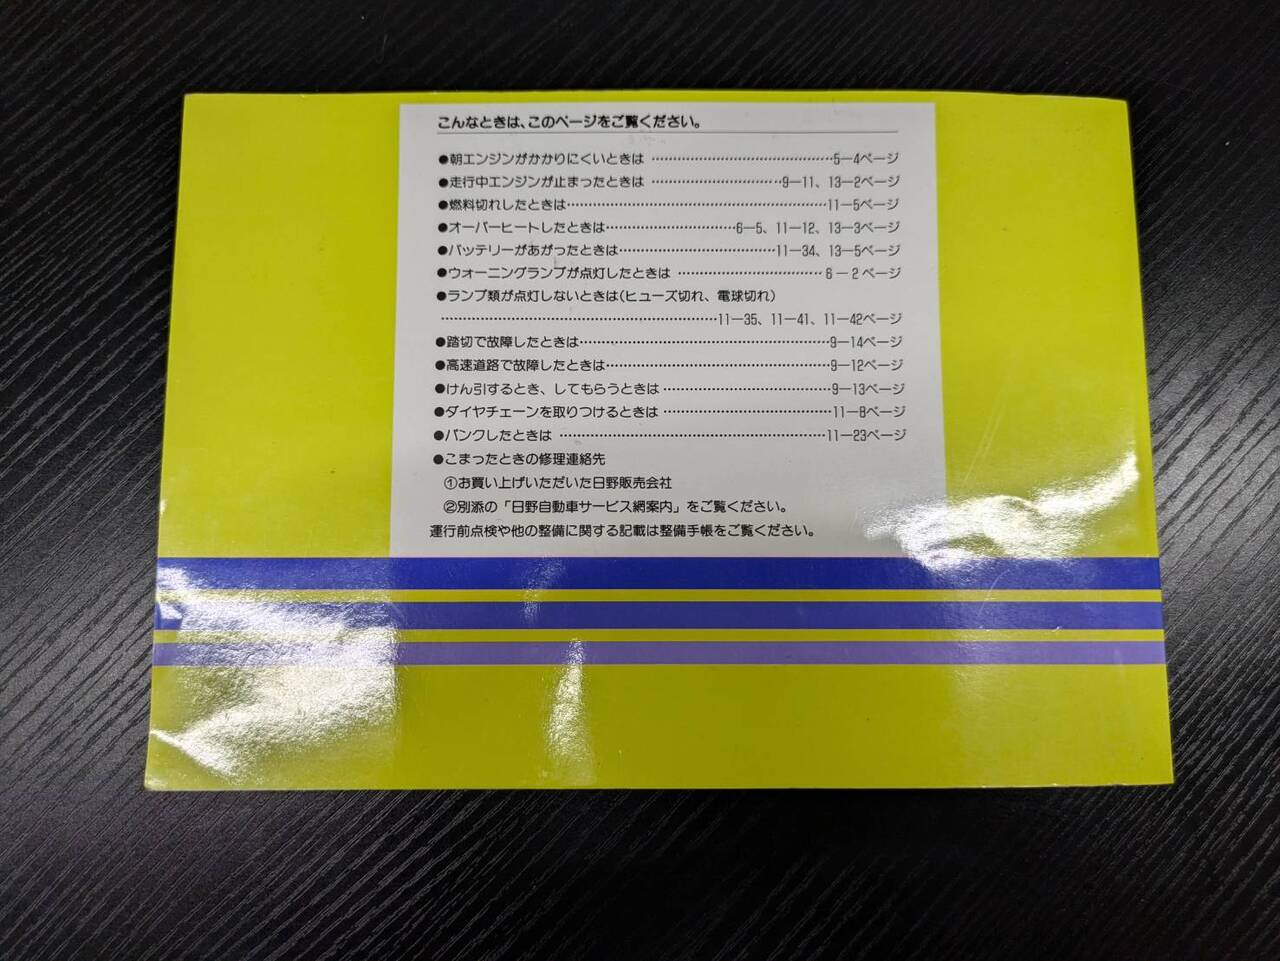 こんなときは、このページをご覧ください。
●朝エンジンがかかりにくいときは ……………………………………5－4ページ
●走行中エンジンが止まったときは …………………………9－11、13－2ページ
●燃料切れしたときは……………………………………………………11－5ページ
●オーバーヒートしたときは…………………………6－5、11－12、13－3ページ
●バッテリーがあがったときは………………………………11－34、13－5ページ
●ウォーニングランプが点灯したときは ……………………………6－2ページ
●ランプ類が点灯しないときは(ヒューズ切れ、電球切れ)
………………………………………………………11－35、11－41、11－42ページ
●踏切で故障したときは…………………………………………………9－14ページ
●高速道路で故障したときは……………………………………………9－12ページ
●けん引するとき、してもらうときは …………………………………9－13ページ
●ダイヤチェーンを取りつけるときは …………………………………11－8ページ
●パンクしたときは ……………………………………………………11－23ページ
●こまったときの修理連絡先
①お買い上げいただいた日野販売会社
②別添の「日野自動車サービス網案内」をご覧ください。
運行前点検や他の整備に関する記載は整備手帳をご覧ください。